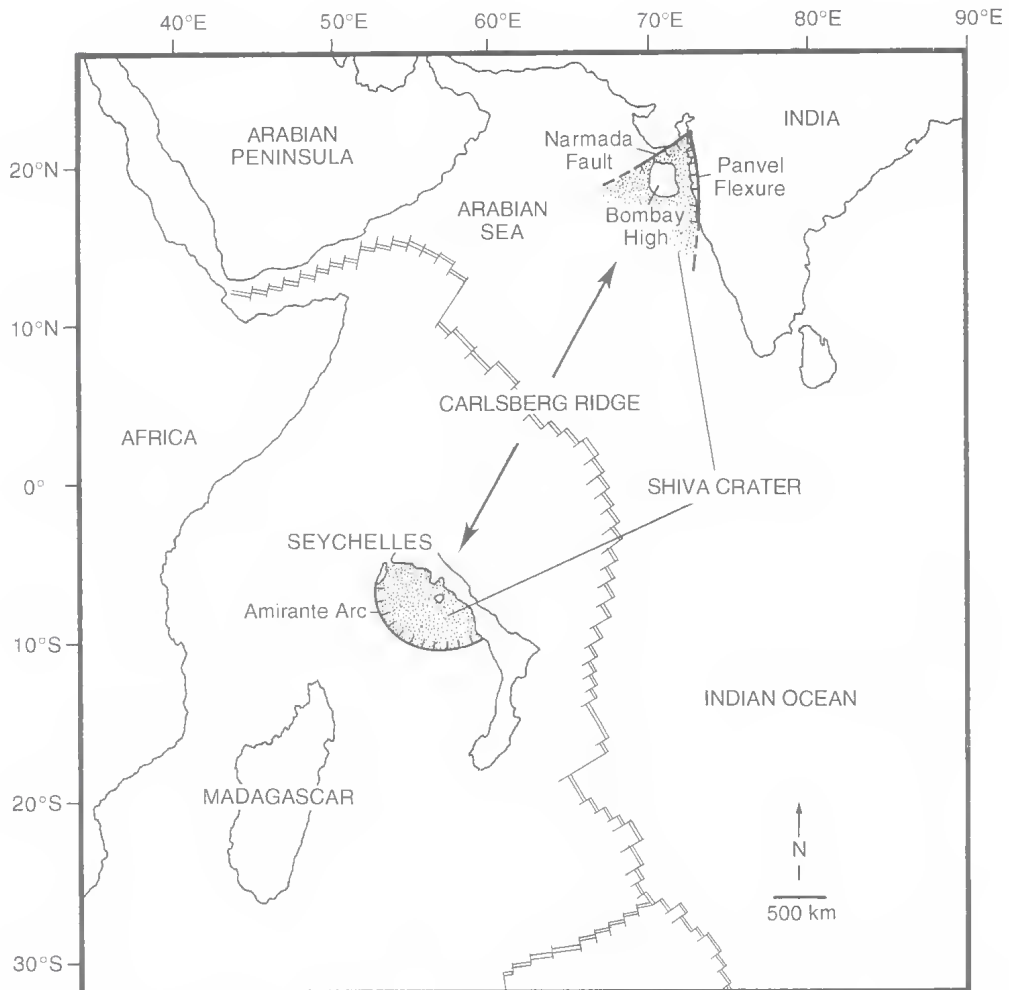 40°E 50°E 60°E 70°E 80°E 90°E
ARABIAN
PENINSULA
INDIA
Narmada
Fault
20°N
Panvel
Flexure
ARABIAN
SEA
Bombay
High
10°N
CARLSBERG RIDGE
AFRICA
0°
SHIVA CRATER
SEYCHELLES
Amirante Arc
10°S
INDIAN OCEAN
MADAGASCAR
20°S
N
500 km
30°S